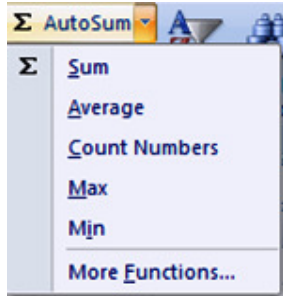 Σ AutoSum
Σ Sum
Average
Count Numbers
Max
Min
More Functions...